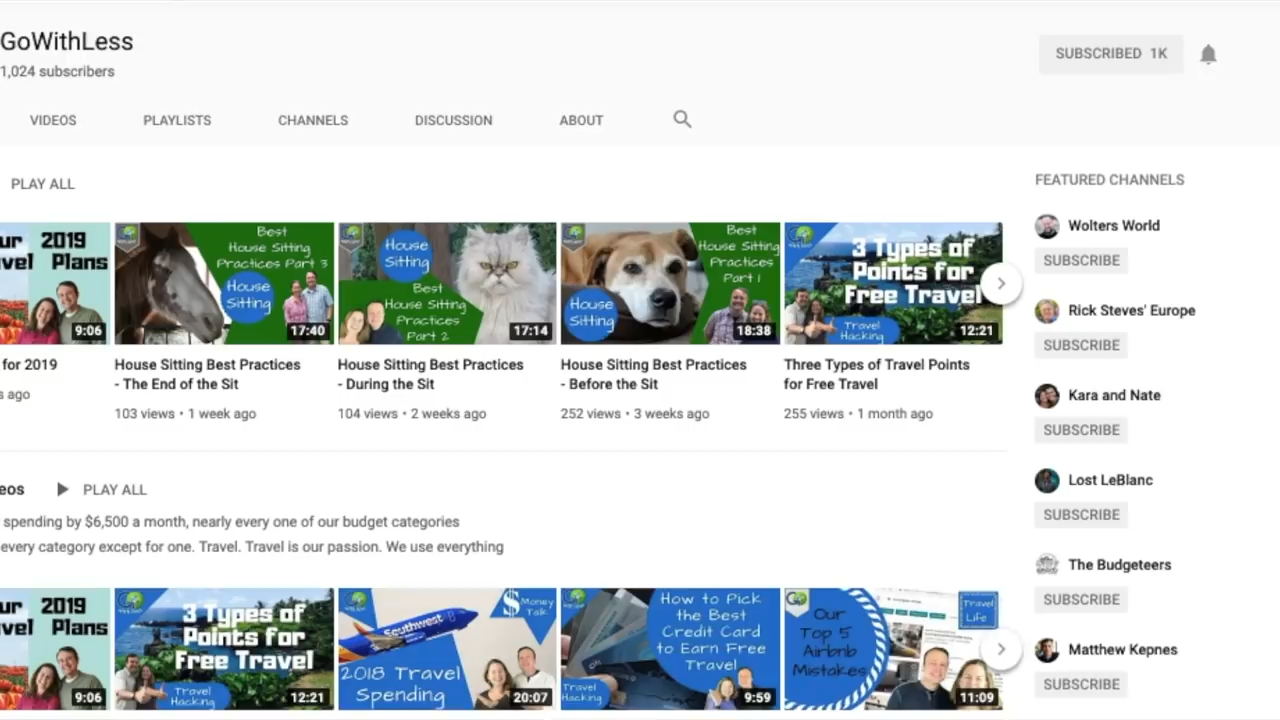 GoWithLess
1,024 subscribers
SUBSCRIBED 1K
VIDEOS PLAYLISTS CHANNELS DISCUSSION ABOUT
PLAY ALL
FEATURED CHANNELS
ur 2019
vel Plans
9:06
Best
House Sitting
Practices Part 3
House
Sitting
17:40
House
Sitting
Best
House Sitting
Practices
Part 2
17:14
Best
House Sitting
Practices
Part 1
House
Sitting
18:38
3 Types of
Points for
Free Travel
Travel
Hacking
12:21
for 2019
s ago
House Sitting Best Practices
- The End of the Sit
103 views • 1 week ago
House Sitting Best Practices
- During the Sit
104 views • 2 weeks ago
House Sitting Best Practices
- Before the Sit
252 views • 3 weeks ago
Three Types of Travel Points
for Free Travel
255 views • 1 month ago
Wolters World
SUBSCRIBE
Rick Steves' Europe
SUBSCRIBE
Kara and Nate
SUBSCRIBE
Lost LeBlanc
SUBSCRIBE
The Budgeteers
SUBSCRIBE
Matthew Kepnes
SUBSCRIBE
eos PLAY ALL
spending by $6,500 a month, nearly every one of our budget categories
every category except for one. Travel. Travel is our passion. We use everything
ur 2019
vel Plans
9:06
3 Types of
Points for
Free Travel
Travel
Hacking
12:21
Southwest
$ Money
Talk
2018 Travel
Spending
20:07
How to Pick
the Best
Credit Card
to Earn Free
Travel
Travel
Hacking
9:59
Our
Top 5
Airbnb
Mistakes
Travel
Life
11:09